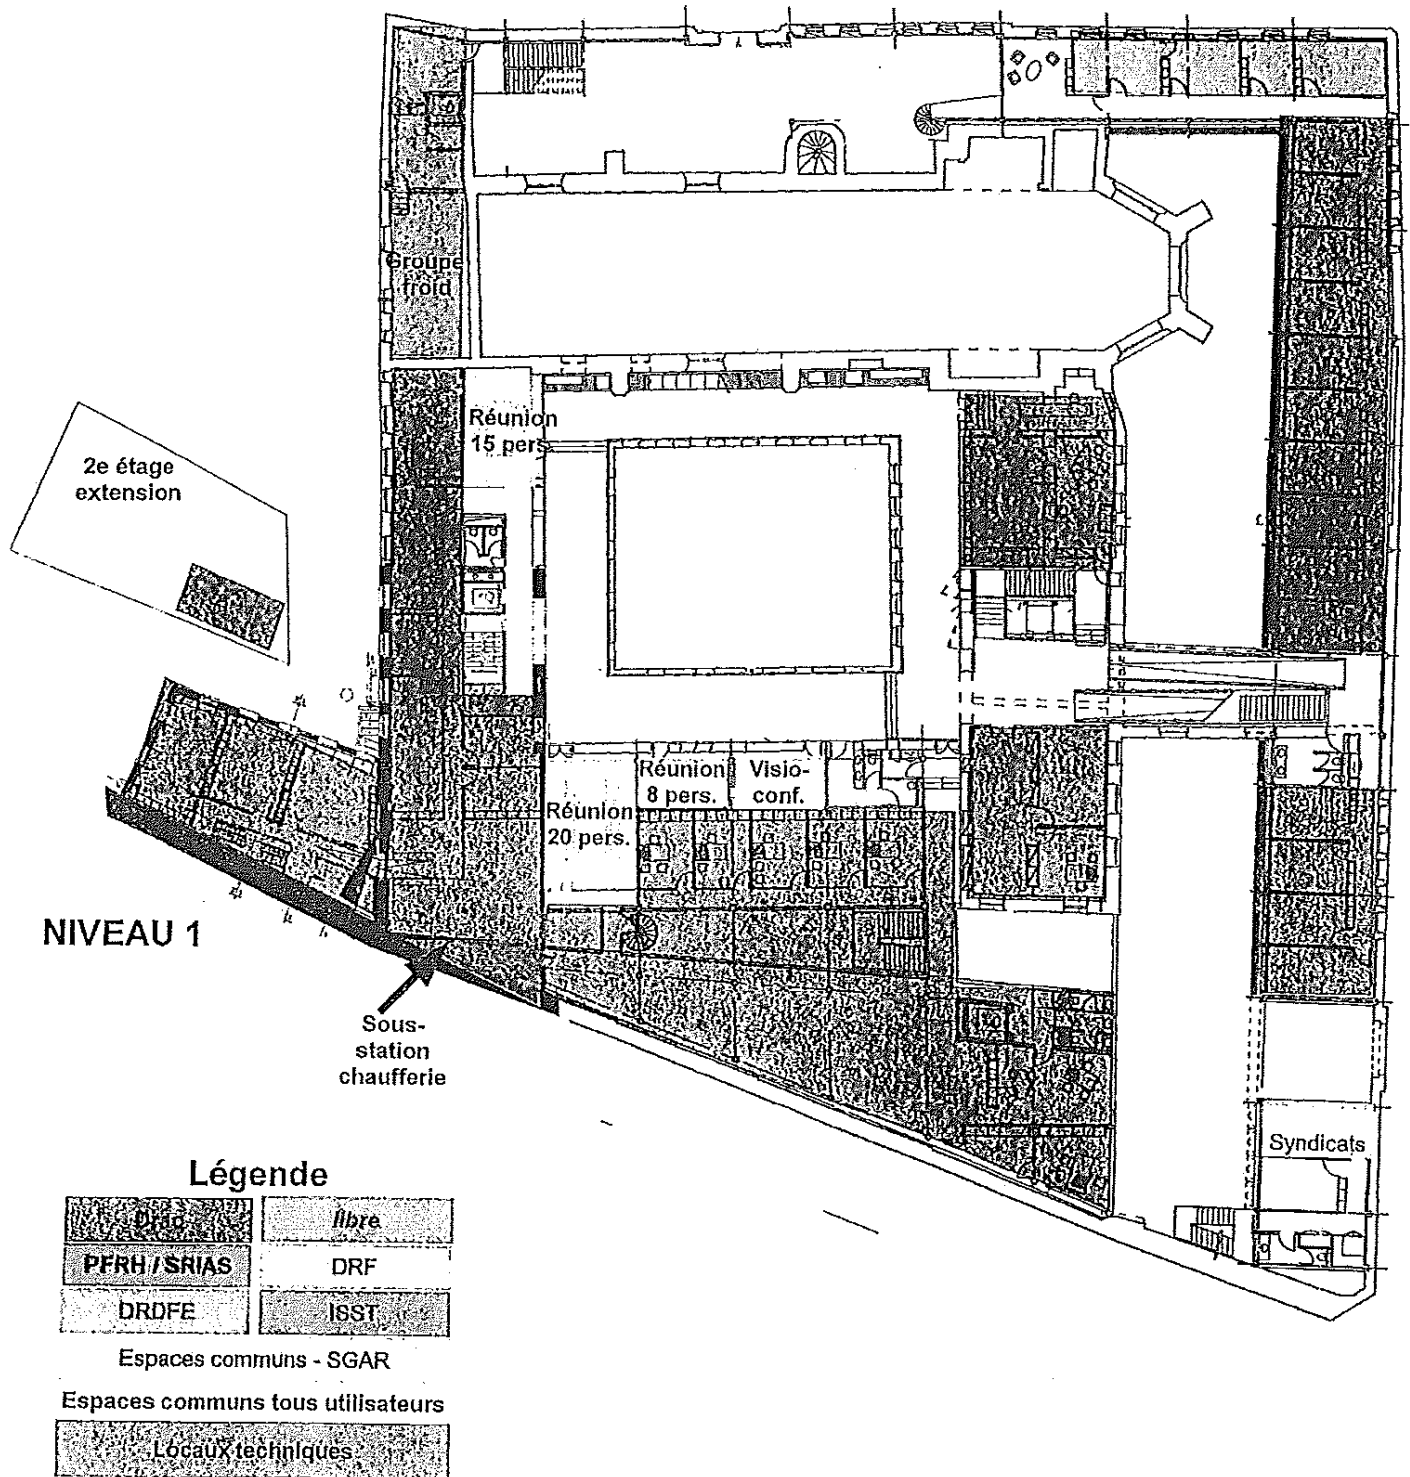 Groupe
froid
Réunion
15 pers.
2e étage
extension
Réunion
8 pers.
Visio-
conf.
Réunion
20 pers.
NIVEAU 1
Sous-
station
chaufferie
Syndicats
Légende
Drac
libre
PFRH / SRIAS
DRF
DRDFE
ISST
Espaces communs - SGAR
Espaces communs tous utilisateurs
Locaux techniques